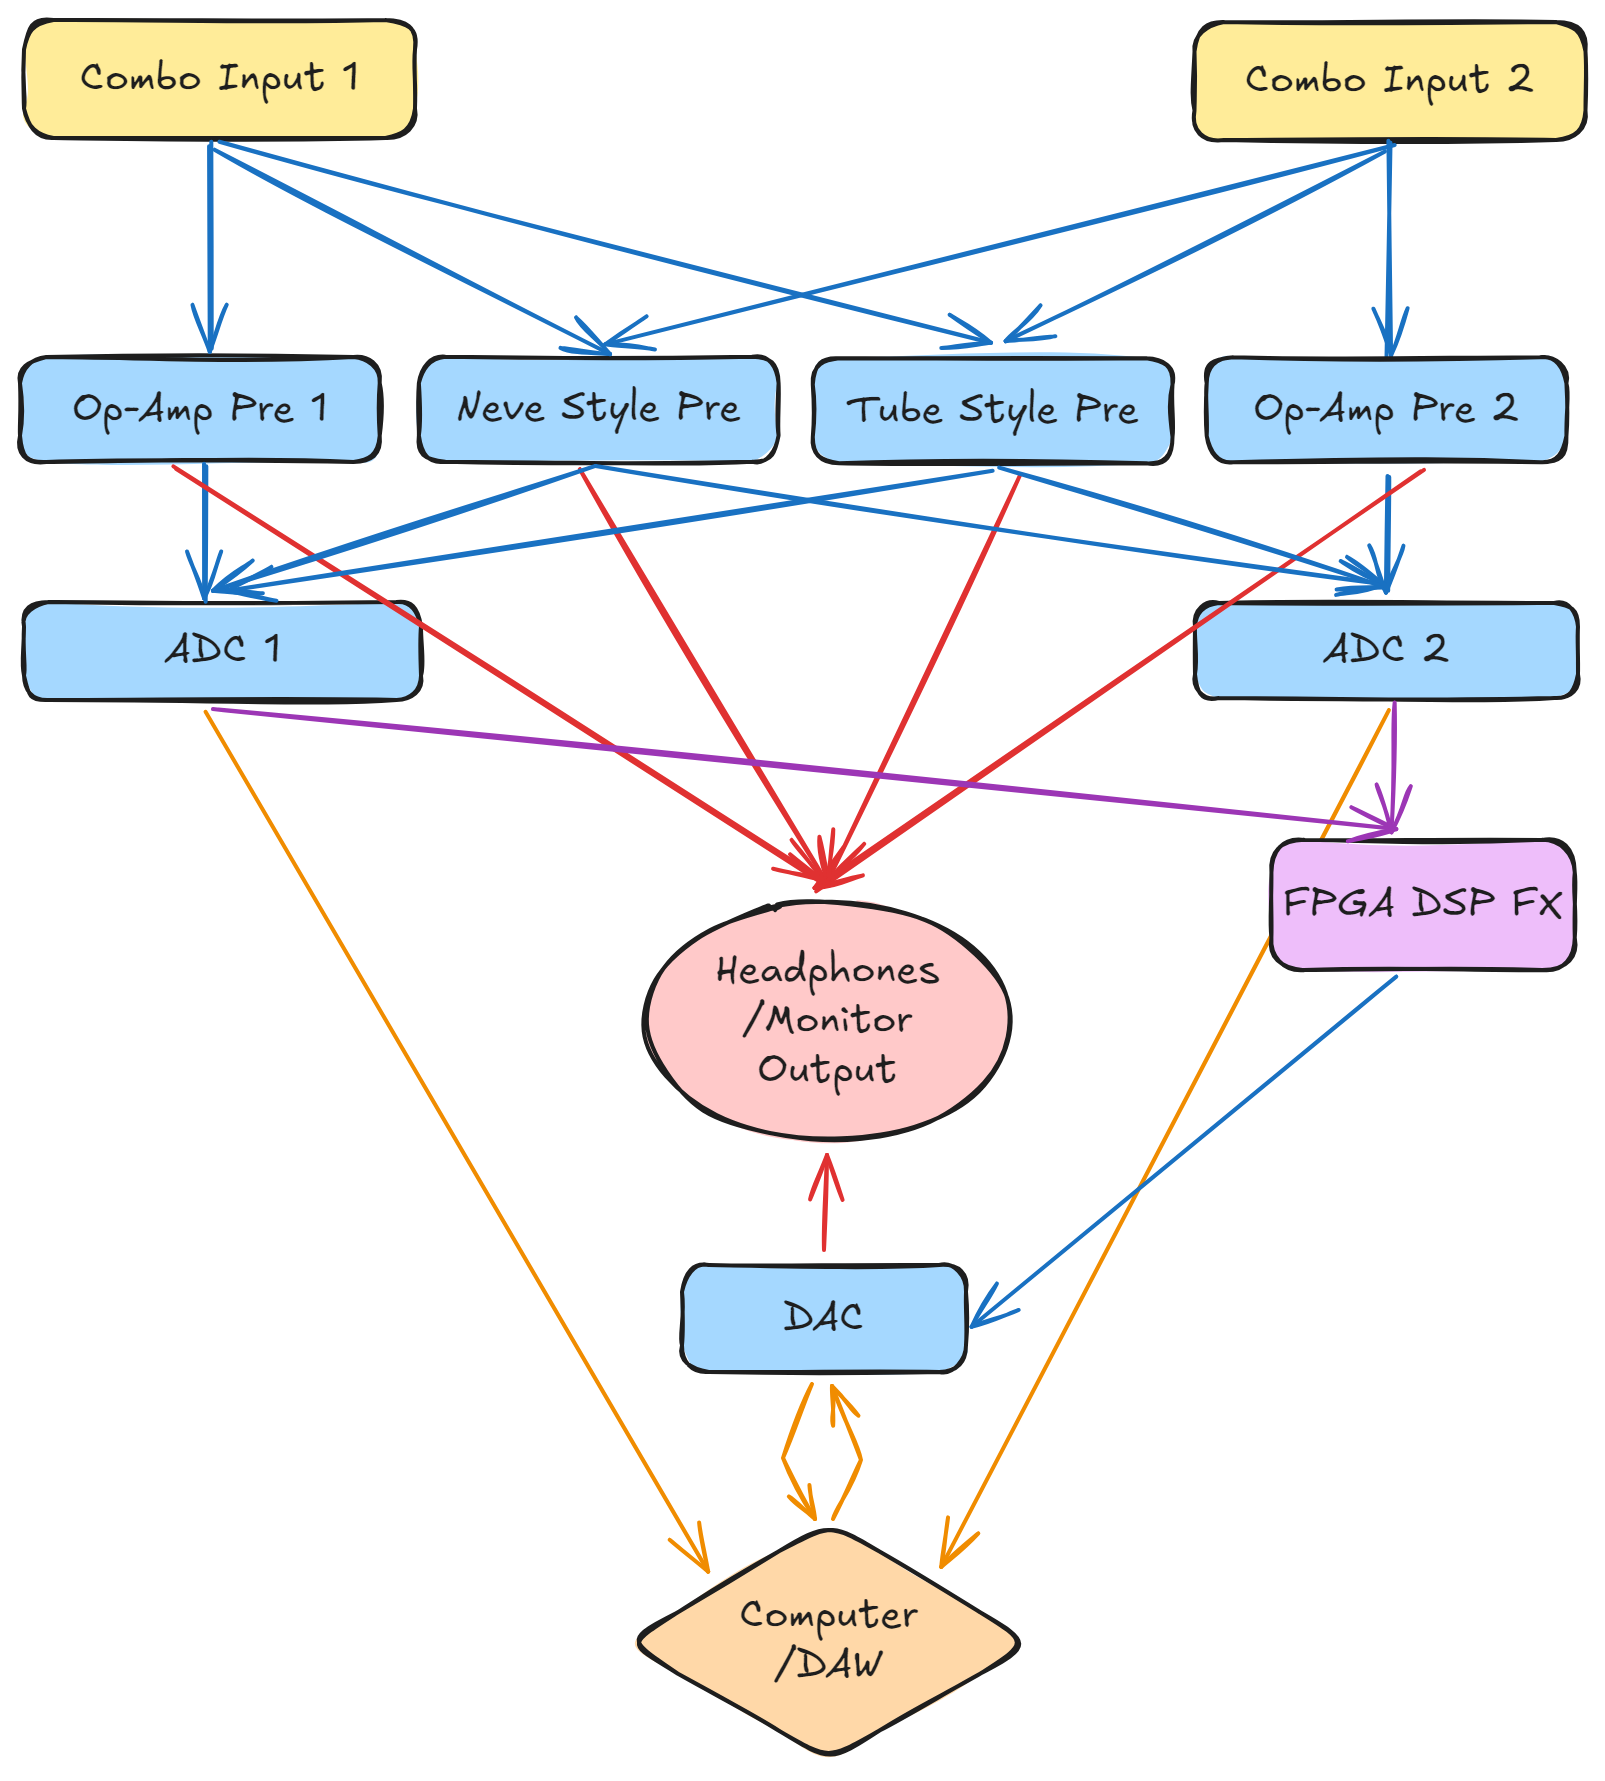 Combo Input 1
Combo Input 2
Op-Amp Pre 1
Neve Style Pre
Tube Style Pre
Op-Amp Pre 2
ADC 1
ADC 2
FPGA DSP FX
Headphones
/Monitor
Output
DAC
Computer
/DAW